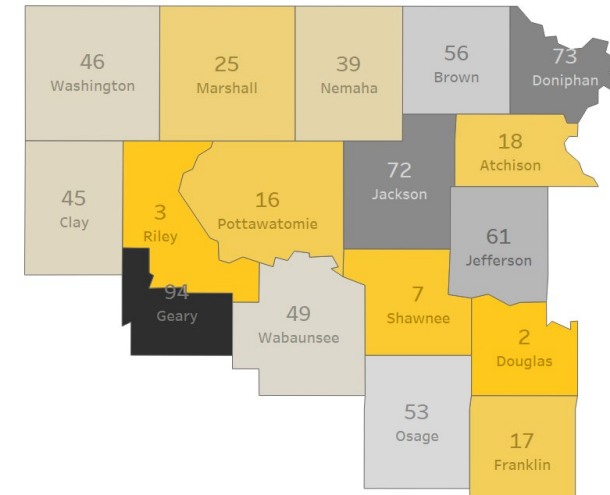 46
Washington
25
Marshall
39
Nemaha
56
Brown
73
Doniphan
45
Clay
3
Riley
16
Pottawatomie
72
Jackson
18
Atchison
94
Geary
49
Wabaunsee
7
Shawnee
61
Jefferson
2
Douglas
53
Osage
17
Franklin